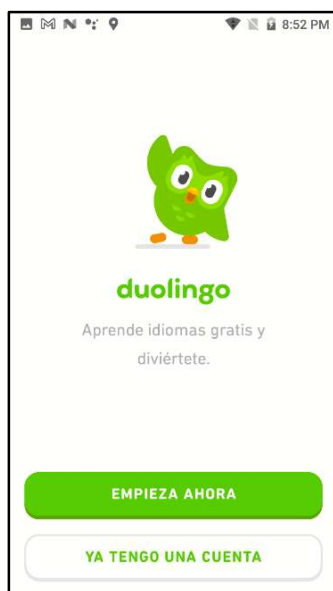 8:52 PM
duolingo
Aprende idiomas gratis y
diviértete.
EMPIEZA AHORA
YA TENGO UNA CUENTA